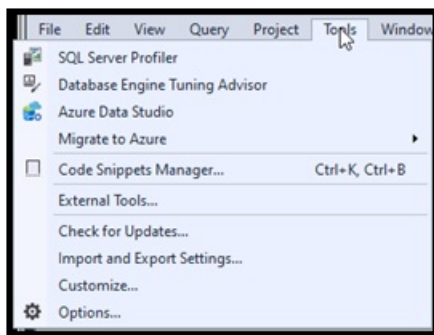 File Edit View Query Project Tools Window
SQL Server Profiler
Database Engine Tuning Advisor
Azure Data Studio
Migrate to Azure
Code Snippets Manager... Ctrl+K, Ctrl+B
External Tools...
Check for Updates...
Import and Export Settings...
Customize...
Options...